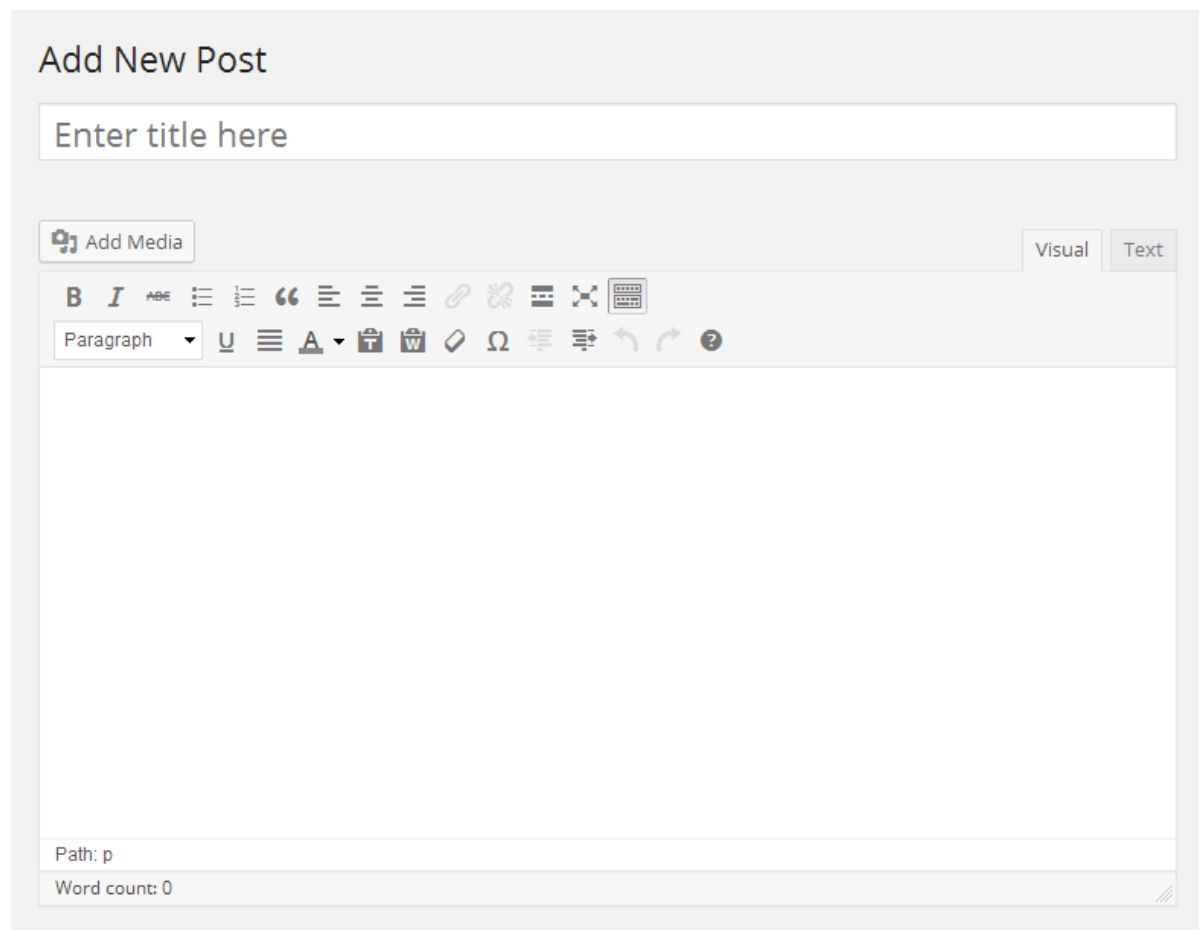 Add New Post
Enter title here
Add Media
Visual Text
B I ABC
Paragraph U A T W Ω ?
Path: p
Word count: 0